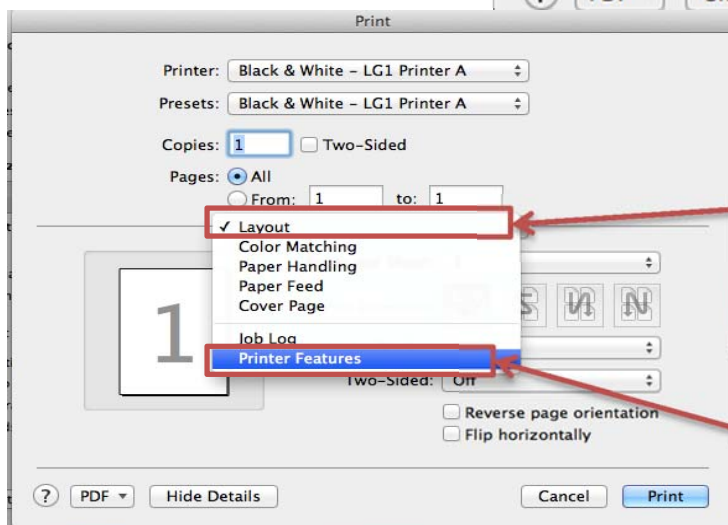 Print
Printer: Black & White – LG1 Printer A
Presets: Black & White – LG1 Printer A
Copies: 1 Two-Sided
Pages: All
From: 1 to: 1
✓ Layout
Color Matching
Paper Handling
Paper Feed
Cover Page
Job Log
Printer Features
1
Two-Sided: Off
Reverse page orientation
Flip horizontally
? PDF Hide Details Cancel Print